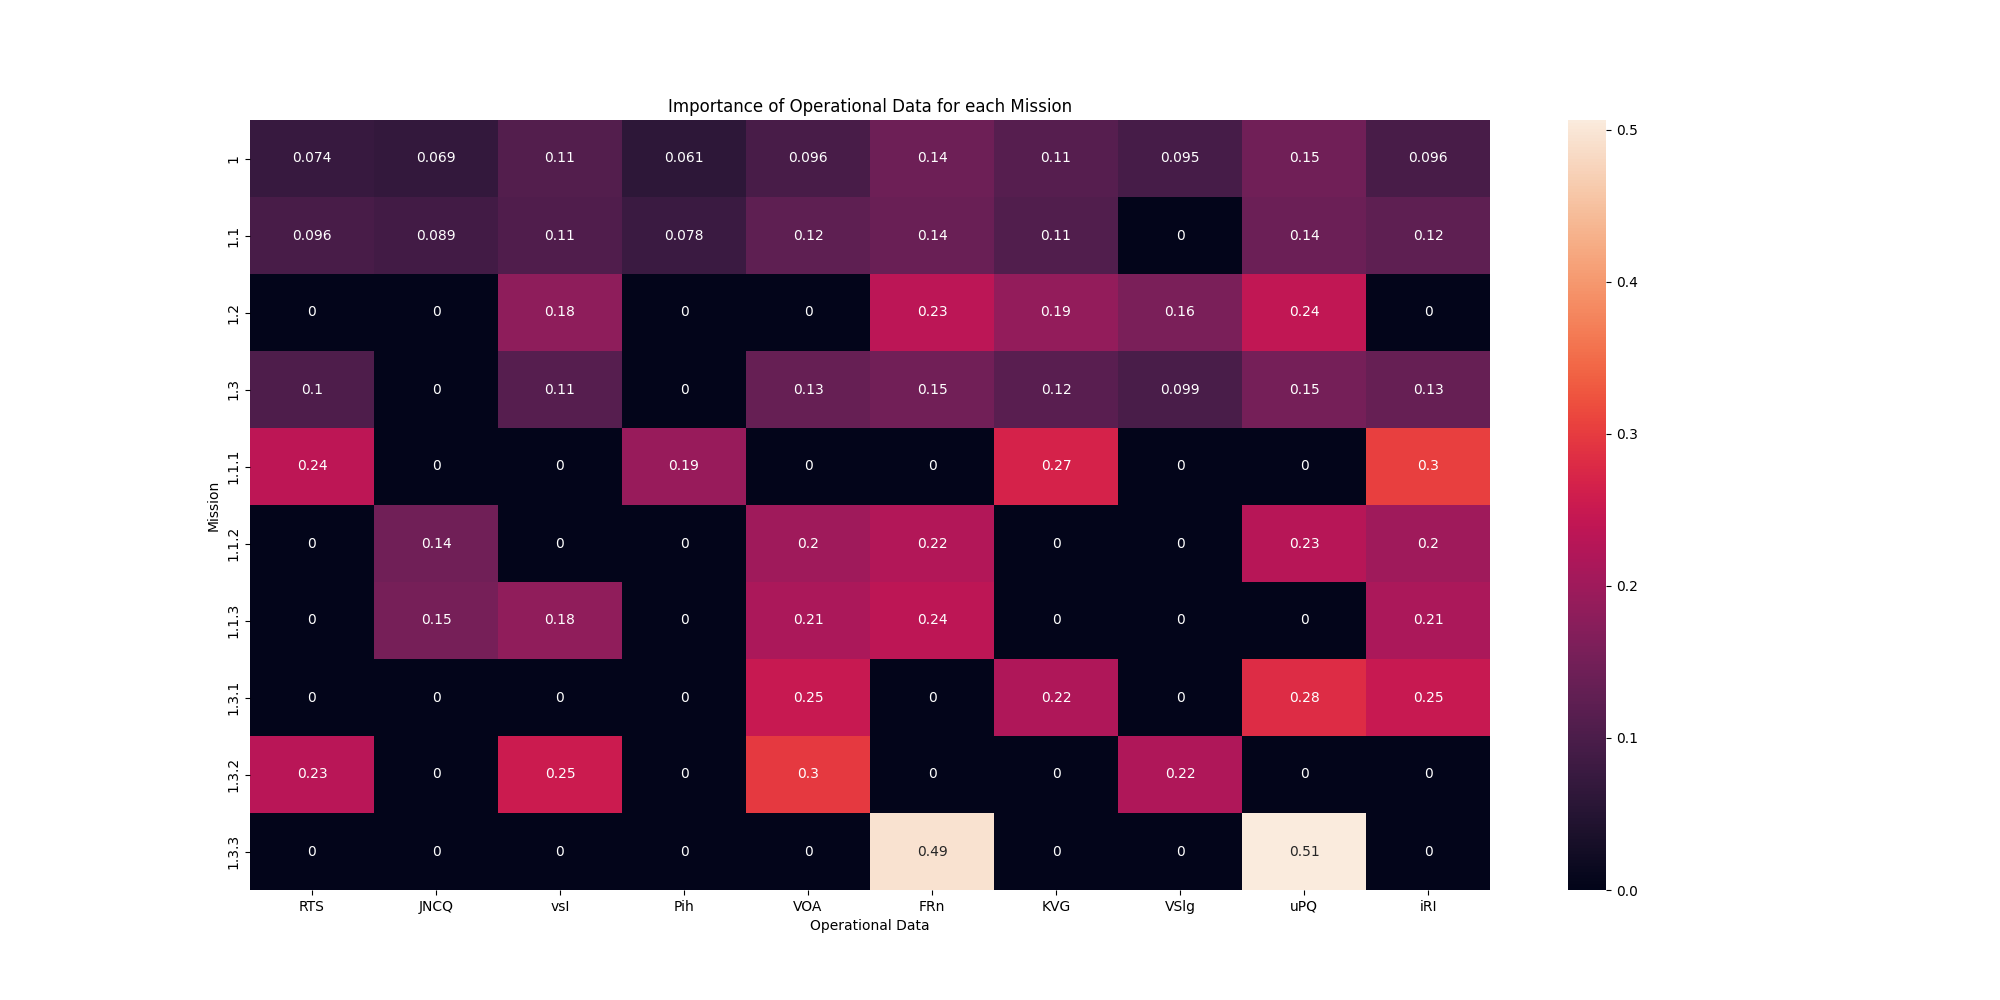 Importance of Operational Data for each Mission
1 0.074 0.069 0.11 0.061 0.096 0.14 0.11 0.095 0.15 0.096
1.1 0.096 0.089 0.11 0.078 0.12 0.14 0.11 0 0.14 0.12
1.2 0 0 0.18 0 0 0.23 0.19 0.16 0.24 0
1.3 0.1 0 0.11 0 0.13 0.15 0.12 0.099 0.15 0.13
1.1.1 0.24 0 0 0.19 0 0 0.27 0 0 0.3
1.1.2 0 0.14 0 0 0.2 0.22 0 0 0.23 0.2
1.1.3 0 0.15 0.18 0 0.21 0.24 0 0 0 0.21
1.3.1 0 0 0 0 0.25 0 0.22 0 0.28 0.25
1.3.2 0.23 0 0.25 0 0.3 0 0 0.22 0 0
1.3.3 0 0 0 0 0 0.49 0 0 0.51 0
Mission
RTS JNCQ vsI Pih VOA FRn KVG VSlg uPQ iRI
Operational Data
0.5
0.4
0.3
0.2
0.1
0.0